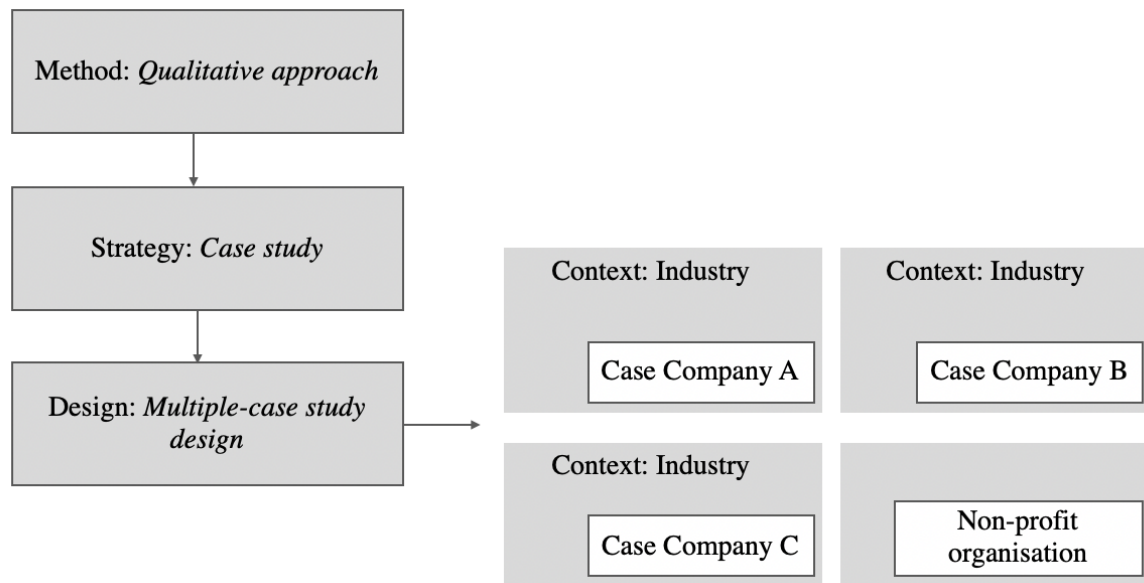 Method: Qualitative approach
Strategy: Case study
Design: Multiple-case study
design
Context: Industry
Case Company A
Context: Industry
Case Company B
Context: Industry
Case Company C
Non-profit
organisation